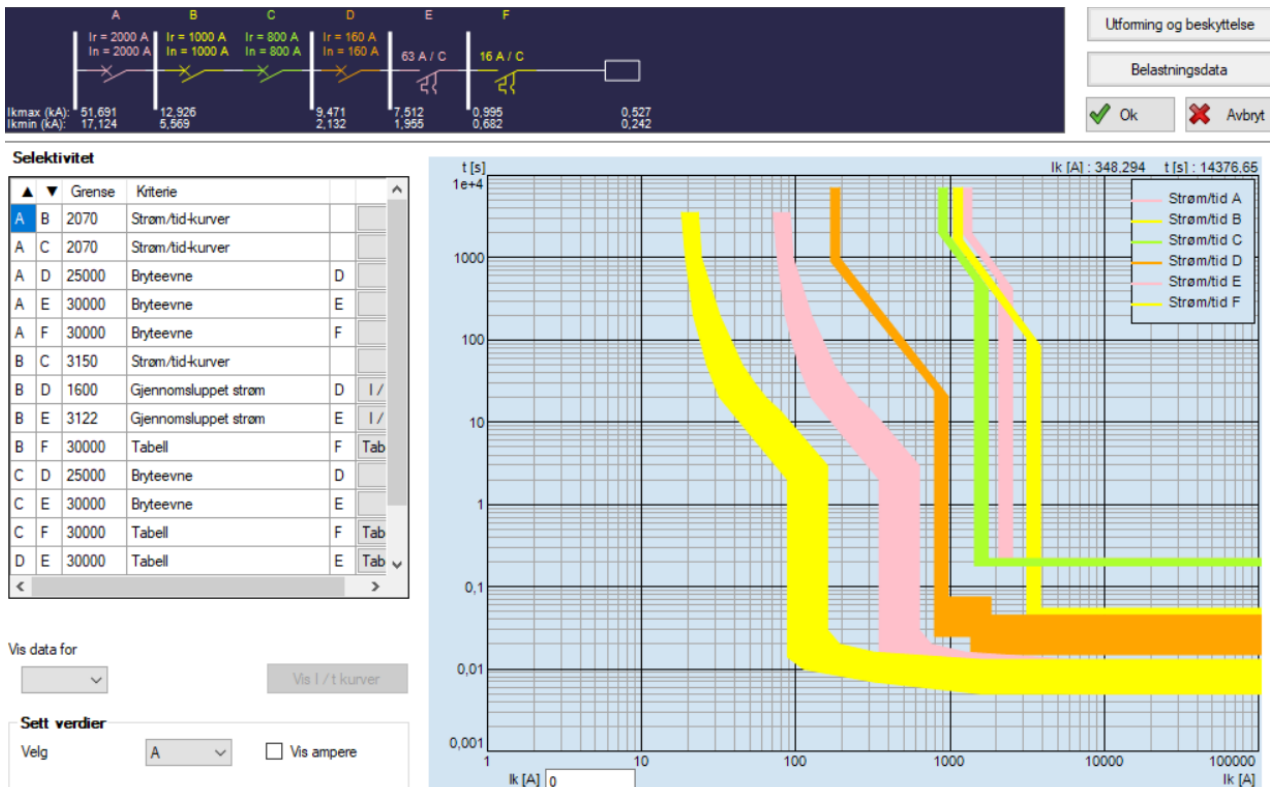 A B C D E F
Ir = 2000 A Ir = 1000 A Ir = 800 A Ir = 160 A
In = 2000 A In = 1000 A In = 800 A In = 160 A 63 A / C 16 A / C
Ikmax (kA): 51,691 12,926 9,471 7,512 0,995 0,527
Ikmin (kA): 17,124 5,569 2,132 1,955 0,682 0,242
Utforming og beskyttelse
Belastningsdata
Ok Avbryt
Selektivitet
▲ ▼ Grense Kriterie
A B 2070 Strøm/tid-kurver
A C 2070 Strøm/tid-kurver
A D 25000 Bryteevne D
A E 30000 Bryteevne E
A F 30000 Bryteevne F
B C 3150 Strøm/tid-kurver
B D 1600 Gjennomsluppet strøm D I /
B E 3122 Gjennomsluppet strøm E I /
B F 30000 Tabell F Tab
C D 25000 Bryteevne D
C E 30000 Bryteevne E
C F 30000 Tabell F Tab
D E 30000 Tabell E Tab
Vis data for
Vis I / t kurver
Sett verdier
Velg A Vis ampere
t [s] Ik [A] : 348,294 t [s] : 14376,65
1e+4
1000
100
10
1
0,1
0,01
0,001
Strøm/tid A
Strøm/tid B
Strøm/tid C
Strøm/tid D
Strøm/tid E
Strøm/tid F
1 10 100 1000 10000 100000
Ik [A] 0 Ik [A]